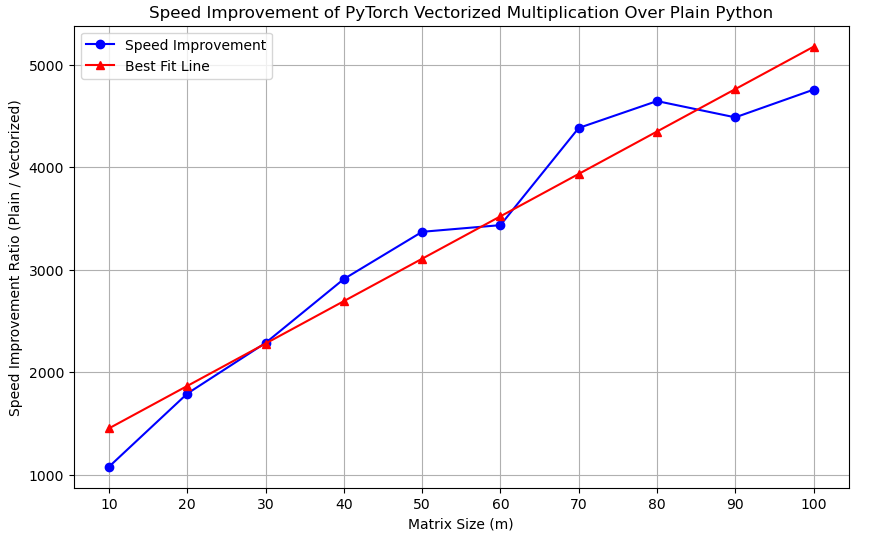 Speed Improvement of PyTorch Vectorized Multiplication Over Plain Python
Speed Improvement
Best Fit Line
Speed Improvement Ratio (Plain / Vectorized)
5000
4000
3000
2000
1000
10 20 30 40 50 60 70 80 90 100
Matrix Size (m)